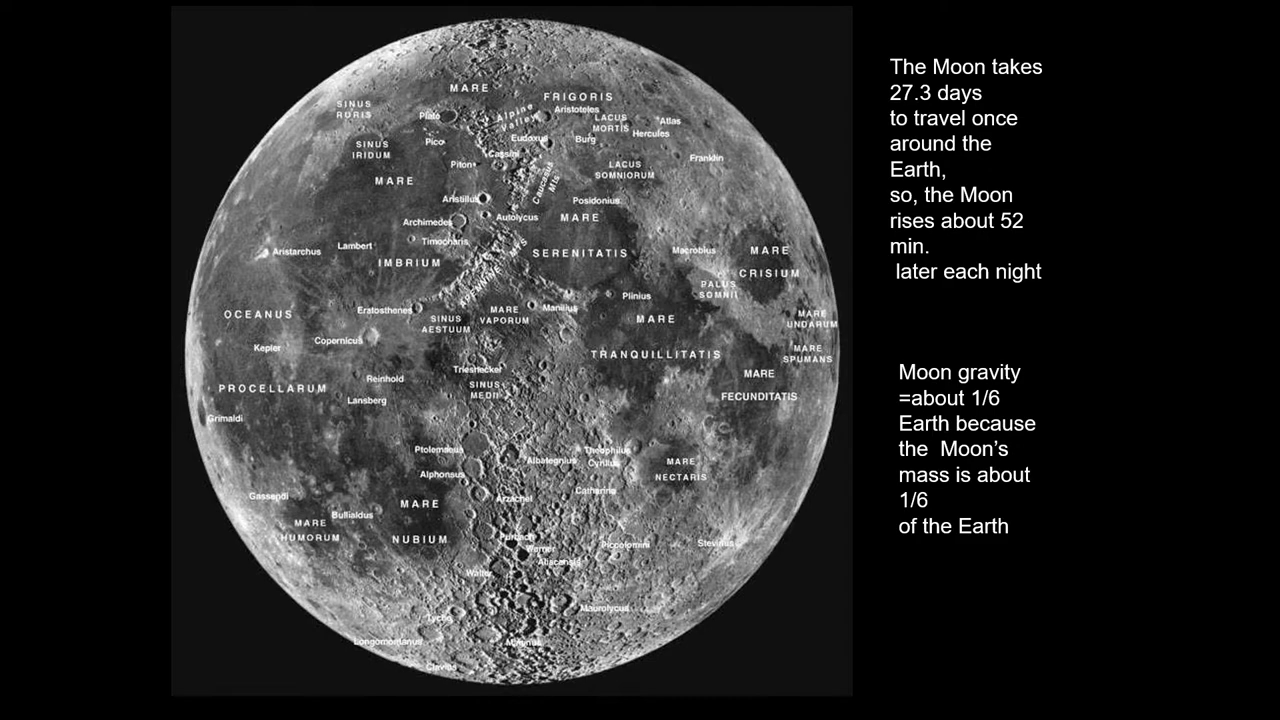 MARE
FRIGORIS
SINUS
RORIS
Plato
Alpine
Valley
Aristoteles
LACUS
MORTIS
Atlas
Hercules
Pico
Eudoxus
Burg
SINUS
IRIDUM
Piton
Cassini
Franklin
LACUS
SOMNIORUM
MARE
Caucasus
Mts
Aristillus
Posidonius
Archimedes
Autolycus
MARE
Timocharis
Lambert
Aristarchus
IMBRIUM
APENNINE MTS
SERENITATIS
Macrobius
MARE
CRISIUM
PALUS
SOMNII
Plinius
Manilius
Eratosthenes
MARE
VAPORUM
SINUS
AESTUUM
MARE
OCEANUS
MARE
UNDARUM
Copernicus
Kepler
TRANQUILLITATIS
MARE
SPUMANS
Triesnecker
Reinhold
SINUS
MEDII
MARE
FECUNDITATIS
PROCELLARUM
Lansberg
Grimaldi
Ptolemaeus
Theophilus
Albategnius
Cyrillus
MARE
NECTARIS
Alphonsus
Catharina
Arzachel
Gassendi
Bullialdus
MARE
NUBIUM
MARE
HUMORUM
Purbach
Werner
Piccolomini
Stevinus
Aliacensis
Walter
Maurolycus
Tycho
Longomontanus
Maginus
Clavius
The Moon takes
27.3 days
to travel once
around the
Earth,
so, the Moon
rises about 52
min.
later each night
Moon gravity
=about 1/6
Earth because
the Moon's
mass is about
1/6
of the Earth